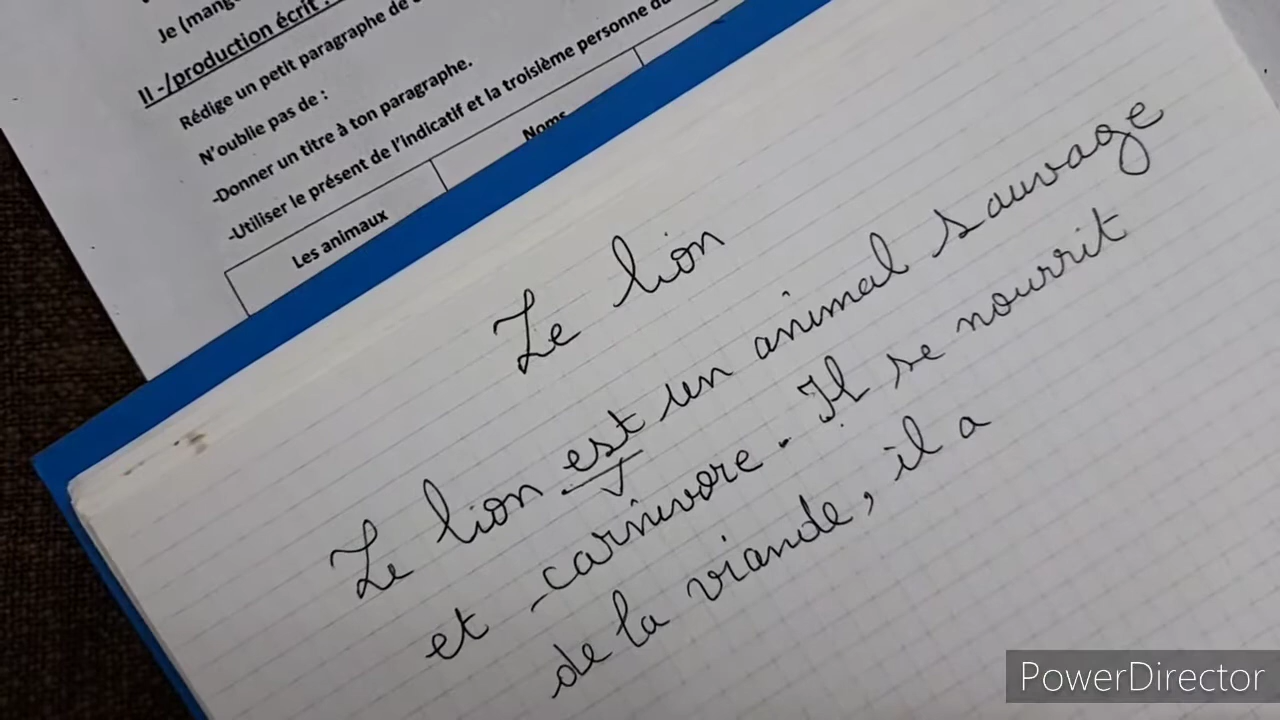 Je (mang
II -/production écrit :
Rédige un petit paragraphe de
N'oublie pas de :
-Donner un titre à ton paragraphe.
-Utiliser le présent de l'Indicatif et la troisième personne du
Les animaux
Noms
Le lion
Le lion est un animal sauvage
et carnivore. Il se nourrit
de la viande, il a
PowerDirector